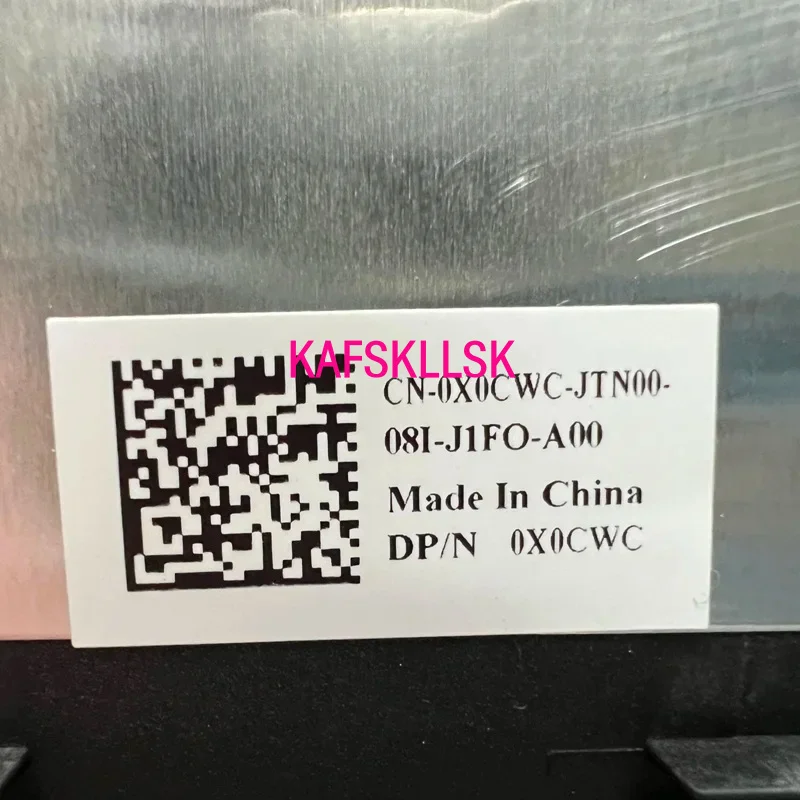 KAFSKLLSK
CN-0X0CWC-JTN00-
08I-J1FO-A00
Made In China
DP/N 0X0CWC